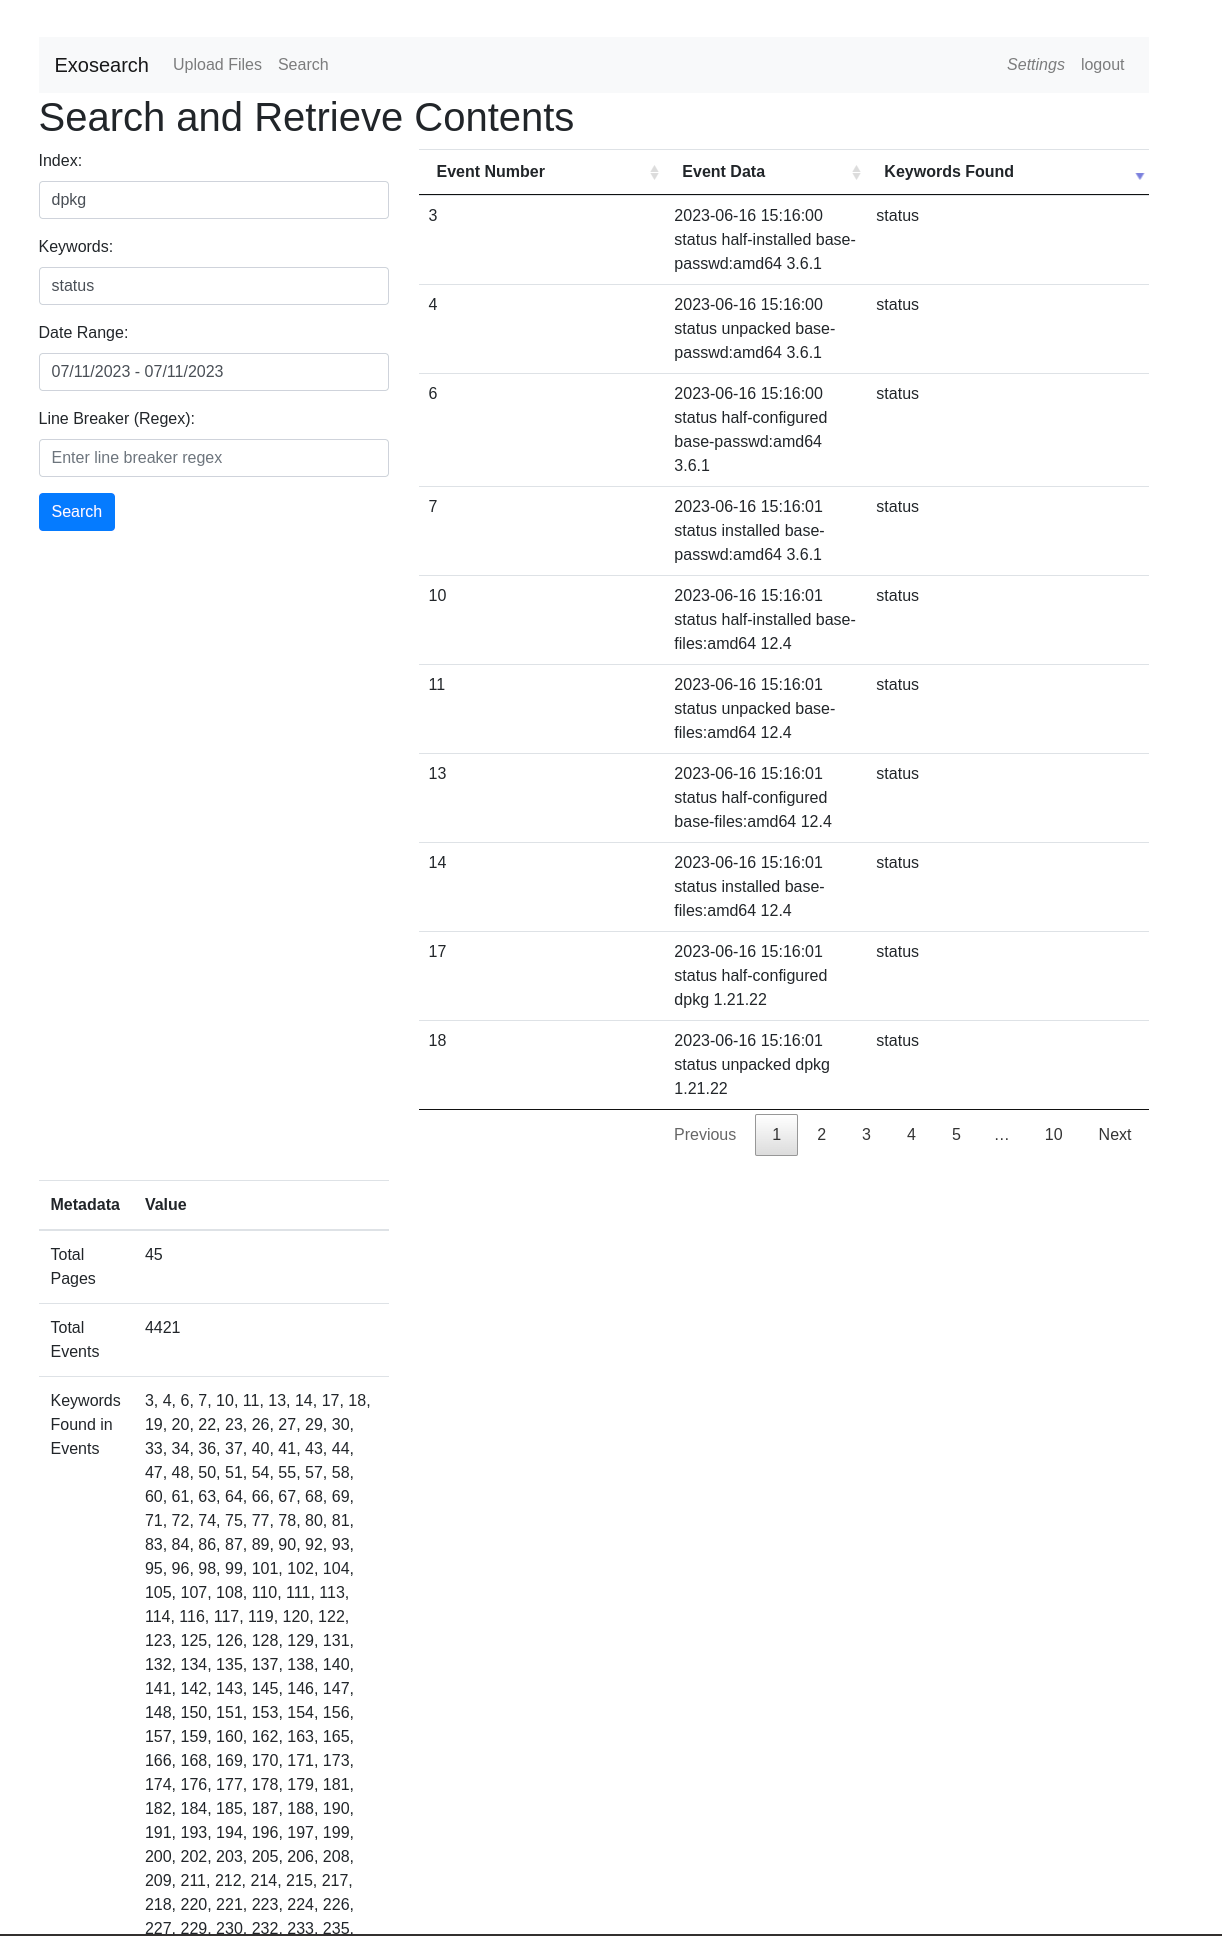 Exosearch Upload Files Search Settings logout
Search and Retrieve Contents
Index:
dpkg
Keywords:
status
Date Range:
07/11/2023 - 07/11/2023
Line Breaker (Regex):
Enter line breaker regex
Search
Event Number Event Data Keywords Found
3 2023-06-16 15:16:00 status
status half-installed base-
passwd:amd64 3.6.1
4 2023-06-16 15:16:00 status
status unpacked base-
passwd:amd64 3.6.1
6 2023-06-16 15:16:00 status
status half-configured
base-passwd:amd64
3.6.1
7 2023-06-16 15:16:01 status
status installed base-
passwd:amd64 3.6.1
10 2023-06-16 15:16:01 status
status half-installed base-
files:amd64 12.4
11 2023-06-16 15:16:01 status
status unpacked base-
files:amd64 12.4
13 2023-06-16 15:16:01 status
status half-configured
base-files:amd64 12.4
14 2023-06-16 15:16:01 status
status installed base-
files:amd64 12.4
17 2023-06-16 15:16:01 status
status half-configured
dpkg 1.21.22
18 2023-06-16 15:16:01 status
status unpacked dpkg
1.21.22
Previous 1 2 3 4 5 … 10 Next
Metadata Value
Total 45
Pages
Total 4421
Events
Keywords 3, 4, 6, 7, 10, 11, 13, 14, 17, 18,
Found in 19, 20, 22, 23, 26, 27, 29, 30,
Events 33, 34, 36, 37, 40, 41, 43, 44,
47, 48, 50, 51, 54, 55, 57, 58,
60, 61, 63, 64, 66, 67, 68, 69,
71, 72, 74, 75, 77, 78, 80, 81,
83, 84, 86, 87, 89, 90, 92, 93,
95, 96, 98, 99, 101, 102, 104,
105, 107, 108, 110, 111, 113,
114, 116, 117, 119, 120, 122,
123, 125, 126, 128, 129, 131,
132, 134, 135, 137, 138, 140,
141, 142, 143, 145, 146, 147,
148, 150, 151, 153, 154, 156,
157, 159, 160, 162, 163, 165,
166, 168, 169, 170, 171, 173,
174, 176, 177, 178, 179, 181,
182, 184, 185, 187, 188, 190,
191, 193, 194, 196, 197, 199,
200, 202, 203, 205, 206, 208,
209, 211, 212, 214, 215, 217,
218, 220, 221, 223, 224, 226,
227, 229, 230, 232, 233, 235,